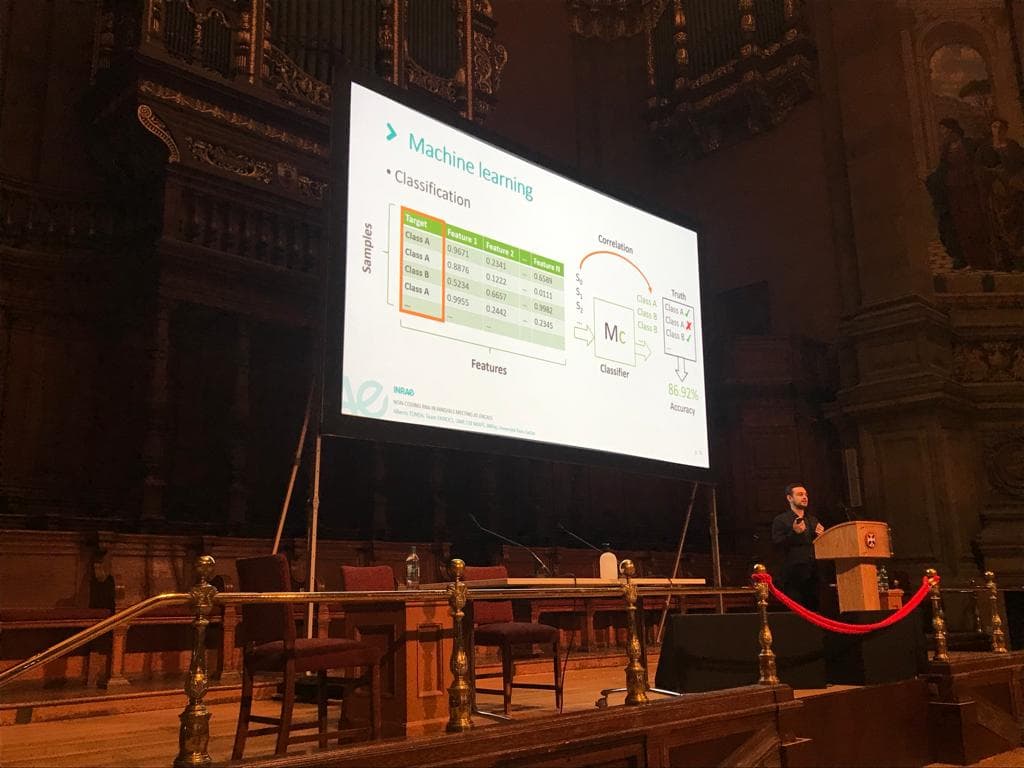 Machine learning
• Classification
Samples
Target Feature 1 Feature 2 ... Feature N
Class A 0.9671 0.2341 ... 0.6589
Class A 0.8876 0.1222 ... 0.0111
Class B 0.5234 0.6657 ... 0.9982
Class A 0.9955 0.2442 ... 0.2345
... ... ...
Features
Correlation
S0
S1
S2
Mc
Classifier
Class A
Class B
Class B
Truth
Class A ✓
Class A ✗
Class B ✓
86.92%
Accuracy
INRAE